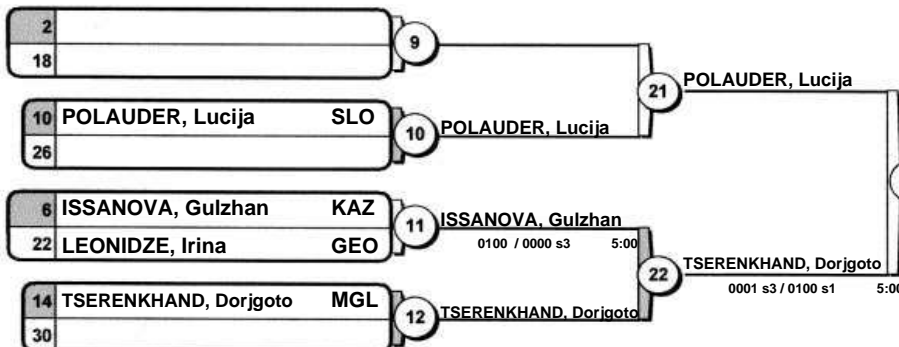 2
18
9
10 POLAUDER, Lucija SLO
26
10
POLAUDER, Lucija
21
POLAUDER, Lucija
6 ISSANOVA, Gulzhan KAZ
22 LEONIDZE, Irina GEO
11
ISSANOVA, Gulzhan
0100 / 0000 s3 5:00
14 TSERENKHAND, Dorjgoto MGL
30
12
TSERENKHAND, Dorjgoto
22
TSERENKHAND, Dorjgoto
0001 s3 / 0100 s1 5:00